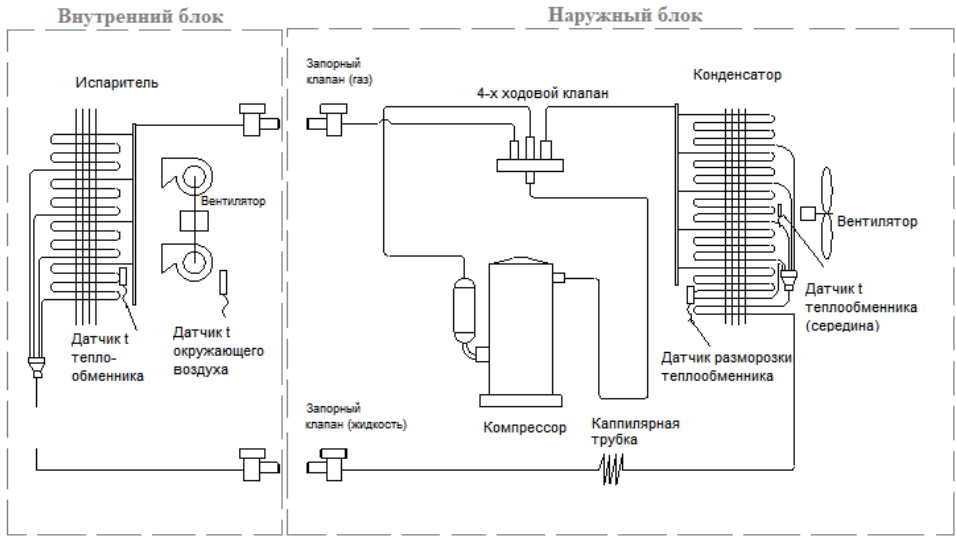 Внутренний блок
Наружный блок
Испаритель
Вентилятор
Датчик t
тепло-
обменника
Датчик t
окружающего
воздуха
Запорный
клапан (газ)
4-х ходовой клапан
Конденсатор
Вентилятор
Датчик t
теплообменника
(середина)
Датчик разморозки
теплообменника
Запорный
клапан (жидкость)
Компрессор
Каппилярная
трубка